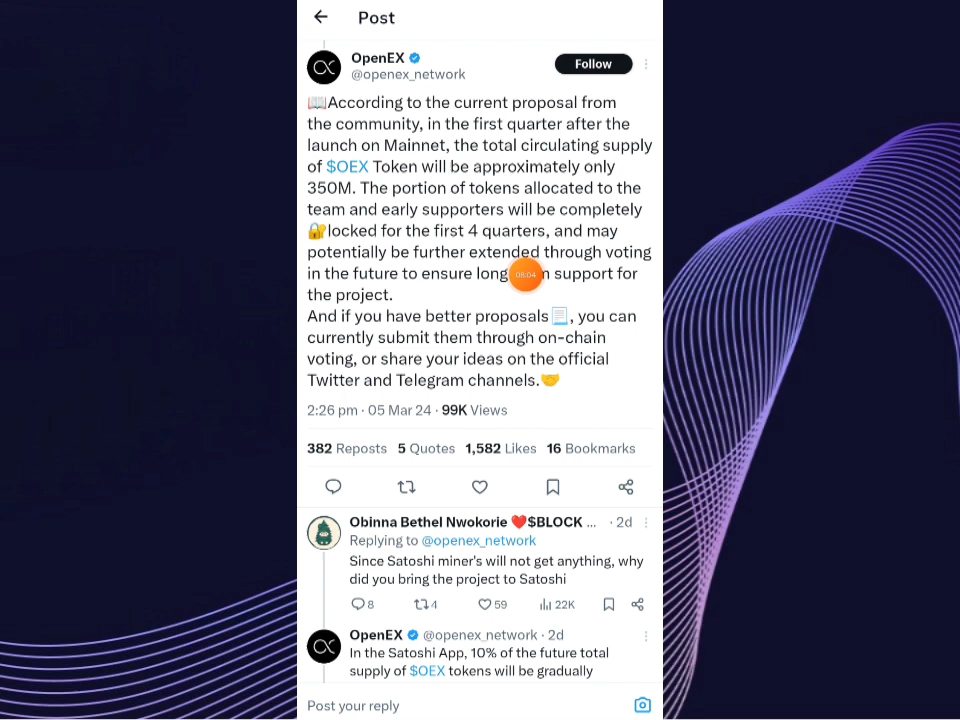 Post
OpenEX
@openex_network
Follow
📖According to the current proposal from
the community, in the first quarter after the
launch on Mainnet, the total circulating supply
of $OEX Token will be approximately only
350M. The portion of tokens allocated to the
team and early supporters will be completely
🔐locked for the first 4 quarters, and may
potentially be further extended through voting
in the future to ensure long support for
08:04
the project.
And if you have better proposals📃, you can
currently submit them through on-chain
voting, or share your ideas on the official
Twitter and Telegram channels.🤝
2:26 pm · 05 Mar 24 · 99K Views
382 Reposts 5 Quotes 1,582 Likes 16 Bookmarks
Obinna Bethel Nwokorie ❤️$BLOCK ... · 2d
Replying to @openex_network
Since Satoshi miner's will not get anything, why
did you bring the project to Satoshi
8 4 59 22K
OpenEX @openex_network · 2d
In the Satoshi App, 10% of the future total
supply of $OEX tokens will be gradually
Post your reply